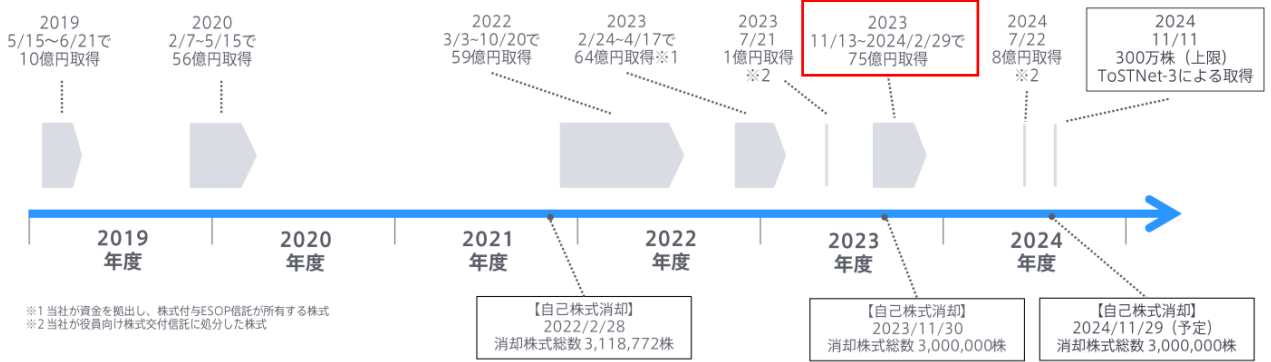 2019
5/15～6/21で
10億円取得
2020
2/7~5/15で
56億円取得
2022
3/3~10/20で
59億円取得
2023
2/24~4/17で
64億円取得※1
2023
7/21
1億円取得
※2
2023
11/13~2024/2/29で
75億円取得
2024
7/22
8億円取得
※2
2024
11/11
300万株（上限）
ToSTNet-3による取得
2019
年度
2020
年度
2021
年度
2022
年度
2023
年度
2024
年度
※1 当社が資金を拠出し、株式付与ESOP信託が所有する株式
※2 当社が役員向け株式交付信託に処分した株式
【自己株式消却】
2022/2/28
消却株式総数 3,118,772株
【自己株式消却】
2023/11/30
消却株式総数 3,000,000株
【自己株式消却】
2024/11/29（予定）
消却株式総数 3,000,000株